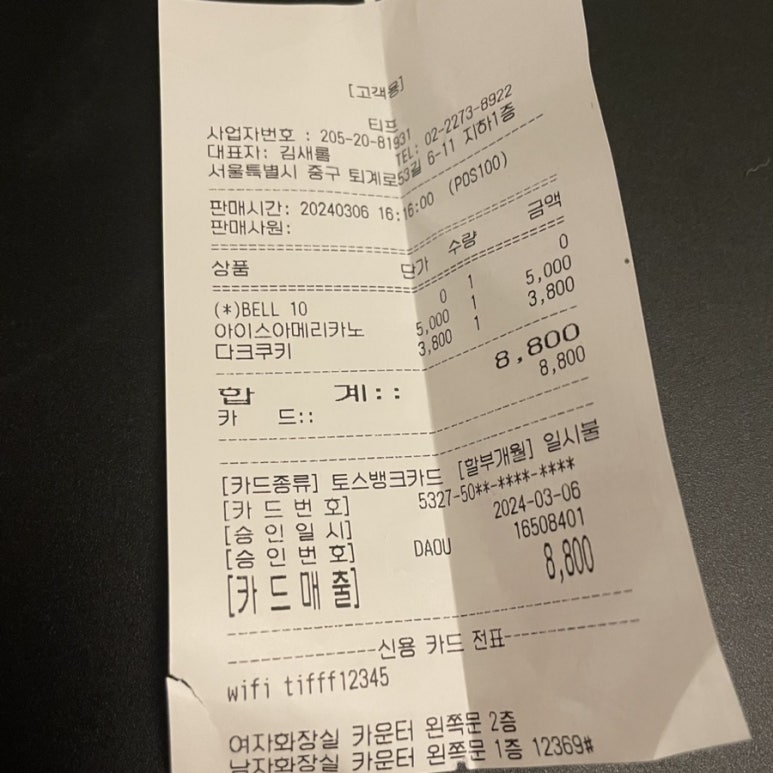 [고객용]
티프
사업자번호 : 205-20-81931 TEL: 02-2273-8922
대표자: 김새롬
서울특별시 중구 퇴계로53길 6-11 지하1층
판매시간: 20240306 16:16:00 (POS100)
판매사원:
상품 단가 수량 금액
(*)BELL 10 0 1 0
아이스아메리카노 5,000 1 5,000
다크쿠키 3,800 1 3,800
합 계:: 8,800
카 드:: 8,800
[카드종류] 토스뱅크카드 [할부개월] 일시불
[카 드 번 호] 5327-50**-****-****
[승 인 일 시] 2024-03-06
[승 인 번 호] DAOU 16508401
[카 드 매 출] 8,800
---------------신용 카드 전표---------------
wifi tifff12345
여자화장실 카운터 왼쪽문 2층
남자화장실 카운터 왼쪽문 1층 12369#